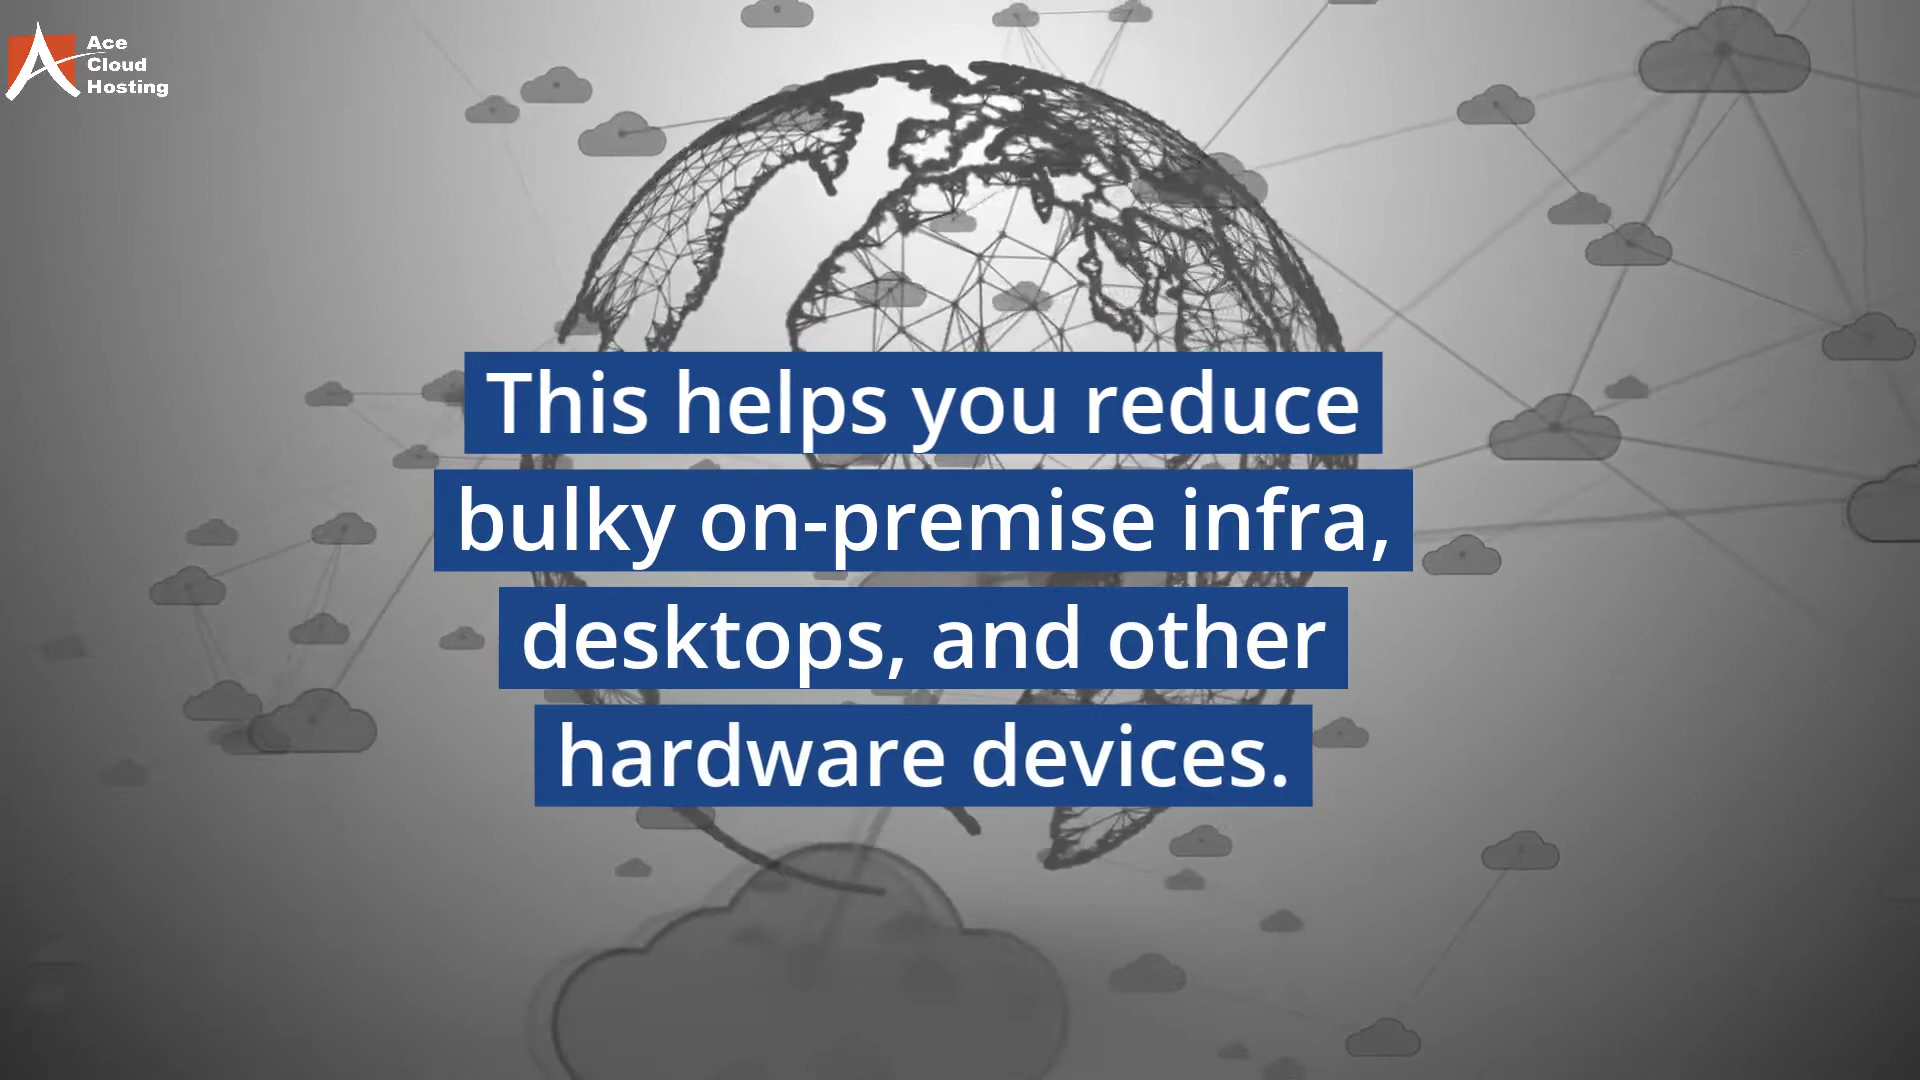 Ace
Cloud
Hosting
This helps you reduce
bulky on-premise infra,
desktops, and other
hardware devices.